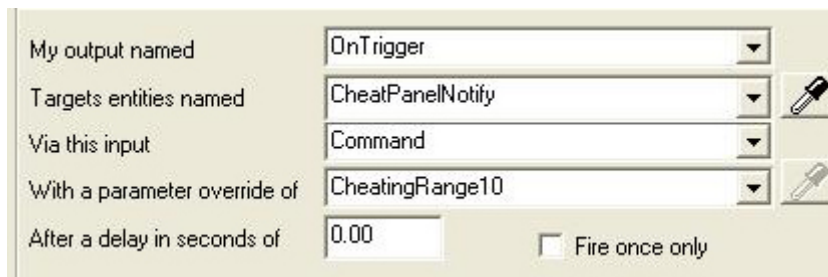 My output named OnTrigger
Targets entities named CheatPanelNotify
Via this input Command
With a parameter override of CheatingRange10
After a delay in seconds of 0.00 Fire once only